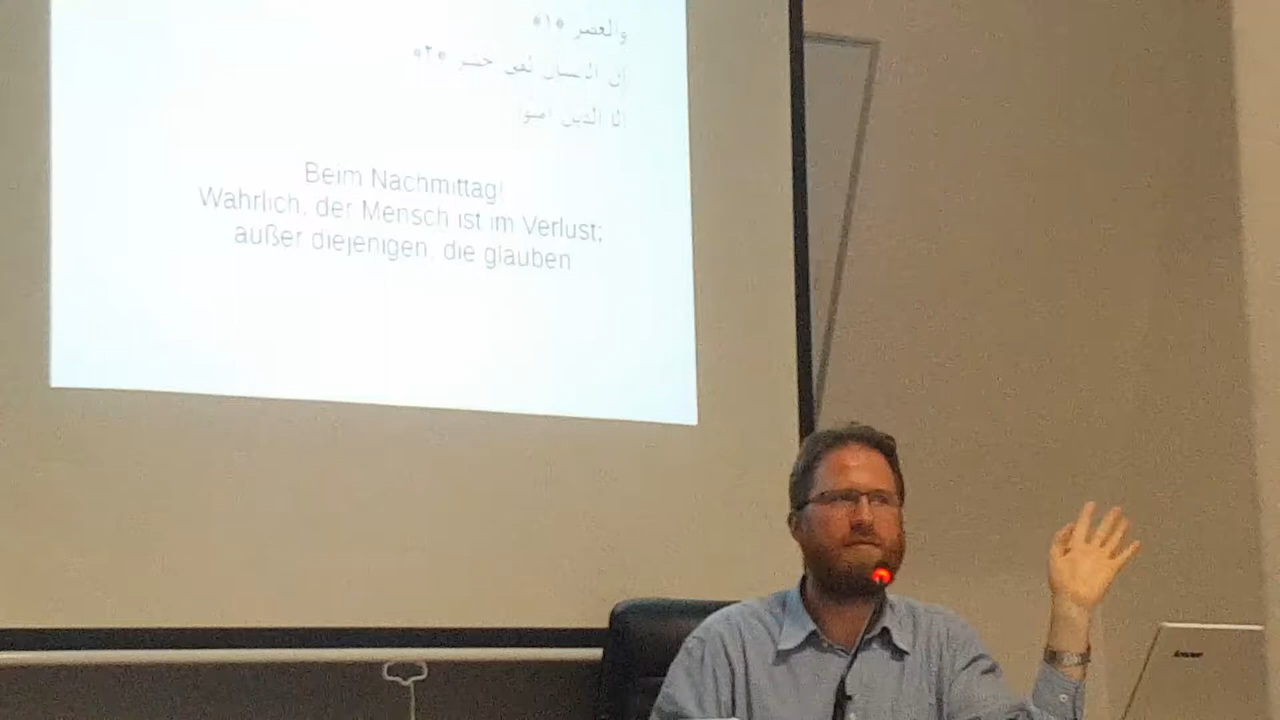 والعصر ﴿١﴾
إن الإنسان لفي خسر ﴿٢﴾
إلا الذين آمنوا
Beim Nachmittag!
Wahrlich, der Mensch ist im Verlust;
außer diejenigen, die glauben
lenovo